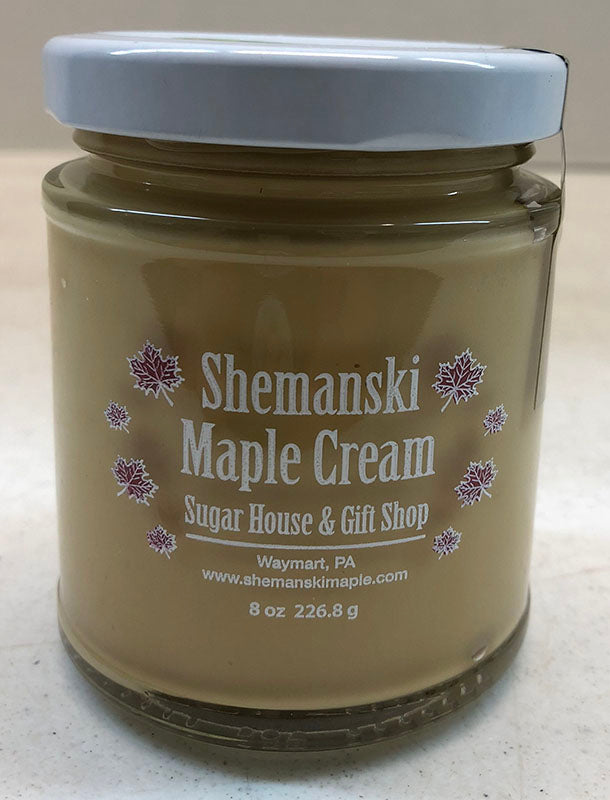 Shemanski
Maple Cream
Sugar House & Gift Shop
Waymart, PA
www.shemanskimaple.com
8 oz 226.8 g